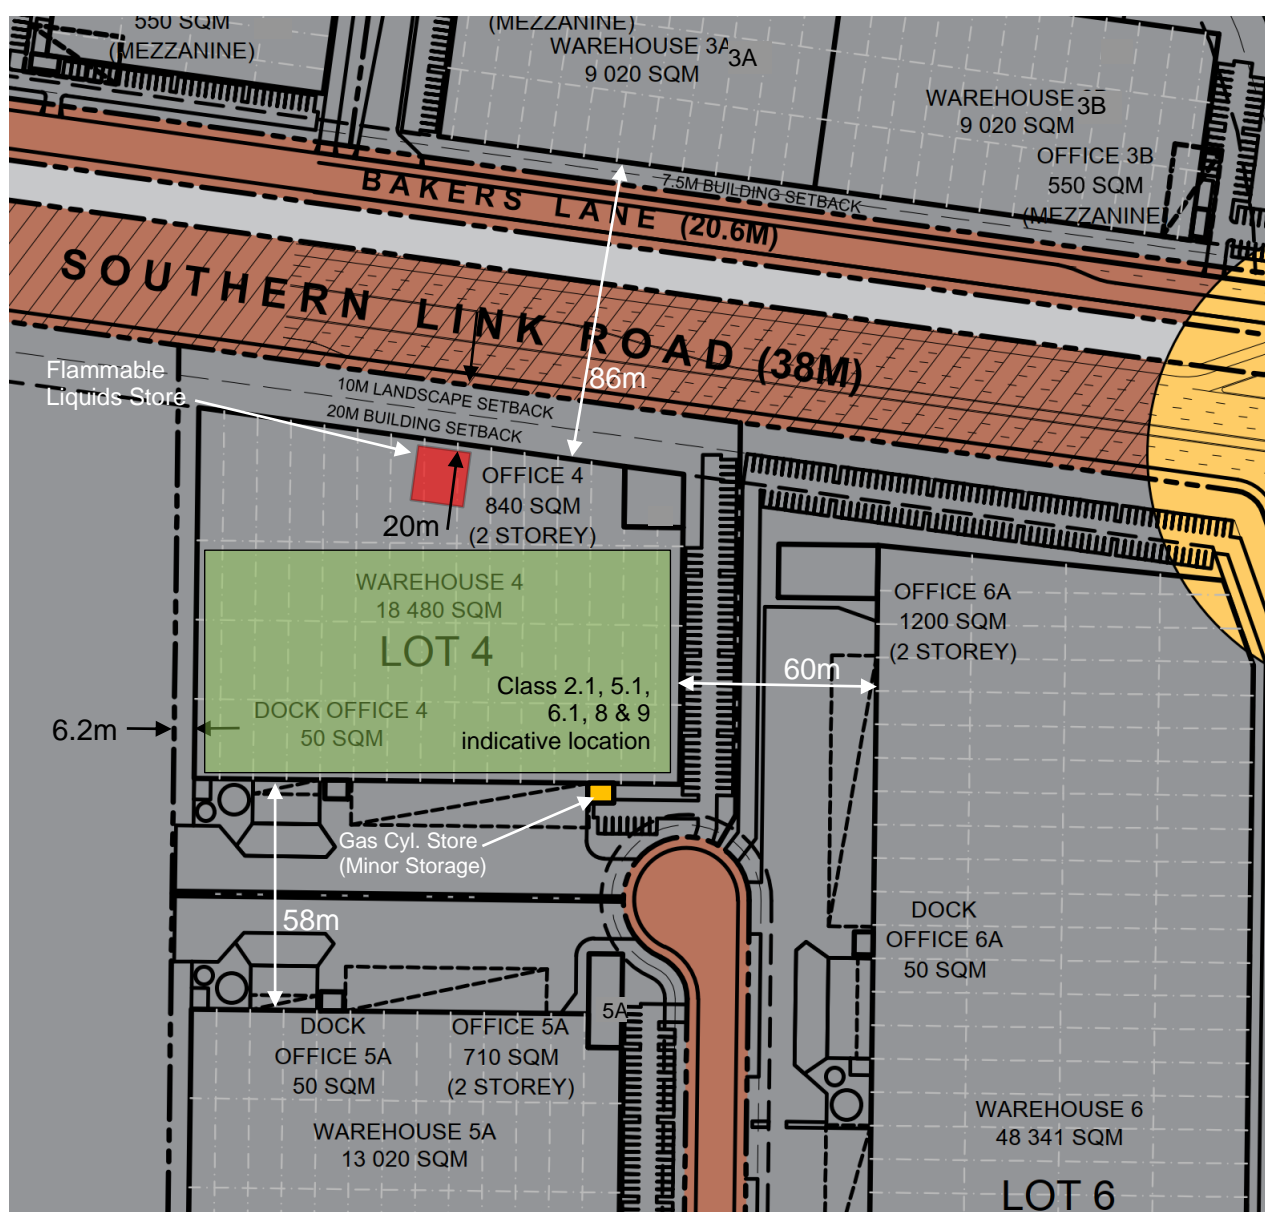 550 SQM
(MEZZANINE)
(MEZZANINE)
WAREHOUSE 3A
3A
9 020 SQM
WAREHOUSE 3B
9 020 SQM
OFFICE 3B
550 SQM
(MEZZANINE)
7.5M BUILDING SETBACK
BAKERS LANE (20.6M)
SOUTHERN LINK ROAD (38M)
86m
Flammable
Liquids Store
10M LANDSCAPE SETBACK
20M BUILDING SETBACK
OFFICE 4
840 SQM
(2 STOREY)
20m
WAREHOUSE 4
18 480 SQM
LOT 4
Class 2.1, 5.1,
6.1, 8 & 9
indicative location
DOCK OFFICE 4
50 SQM
6.2m
60m
OFFICE 6A
1200 SQM
(2 STOREY)
Gas Cyl. Store
(Minor Storage)
58m
DOCK
OFFICE 6A
50 SQM
5A
DOCK
OFFICE 5A
50 SQM
OFFICE 5A
710 SQM
(2 STOREY)
WAREHOUSE 5A
13 020 SQM
WAREHOUSE 6
48 341 SQM
LOT 6